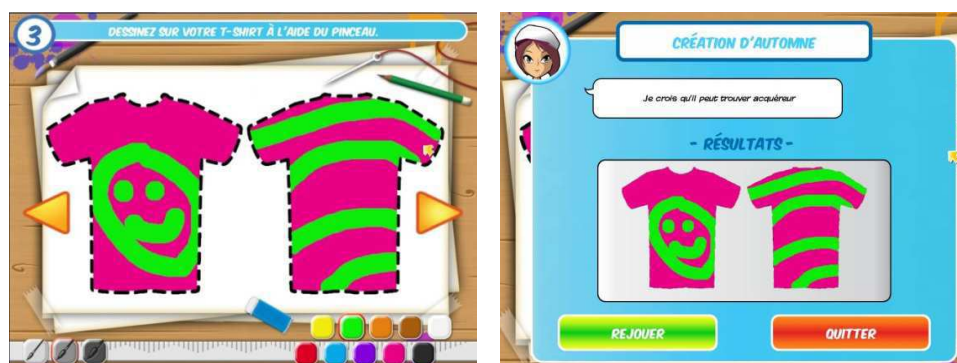 3
DESSINEZ SUR VOTRE T-SHIRT À L'AIDE DU PINCEAU.
CRÉATION D'AUTOMNE
Je crois qu'il peut trouver acquéreur
- RÉSULTATS -
REJOUER
QUITTER